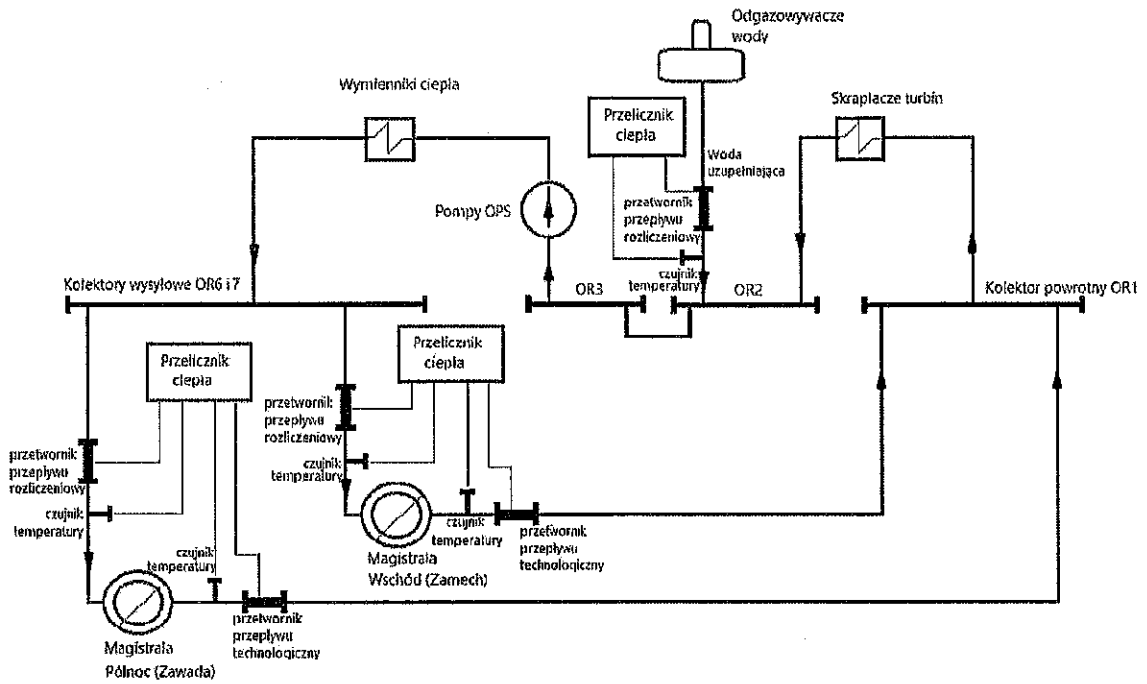 Odgazowywacze
wody
Wymienniki ciepła
Skraplacze turbin
Przelicznik
ciepła
Woda
uzupełniająca
Pompy OPS
przetwornik
przepływu
rozliczeniowy
czujnik
temperatury
Kolektory wysyłowe OR6 i 7
OR3
OR2
Kolektor powrotny OR1
Przelicznik
ciepła
Przelicznik
ciepła
przetwornik
przepływu
rozliczeniowy
czujnik
temperatury
przetwornik
przepływu
rozliczeniowy
czujnik
temperatury
czujnik
temperatury
przetwornik
przepływu
technologiczny
Magistrala
Wschód (Zamech)
czujnik
temperatury
przetwornik
przepływu
technologiczny
Magistrala
Północ (Zawada)